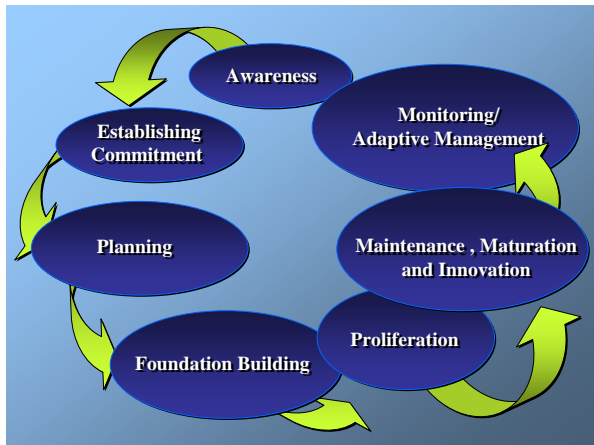 Awareness
Establishing
Commitment
Planning
Foundation Building
Proliferation
Maintenance , Maturation
and Innovation
Monitoring/
Adaptive Management